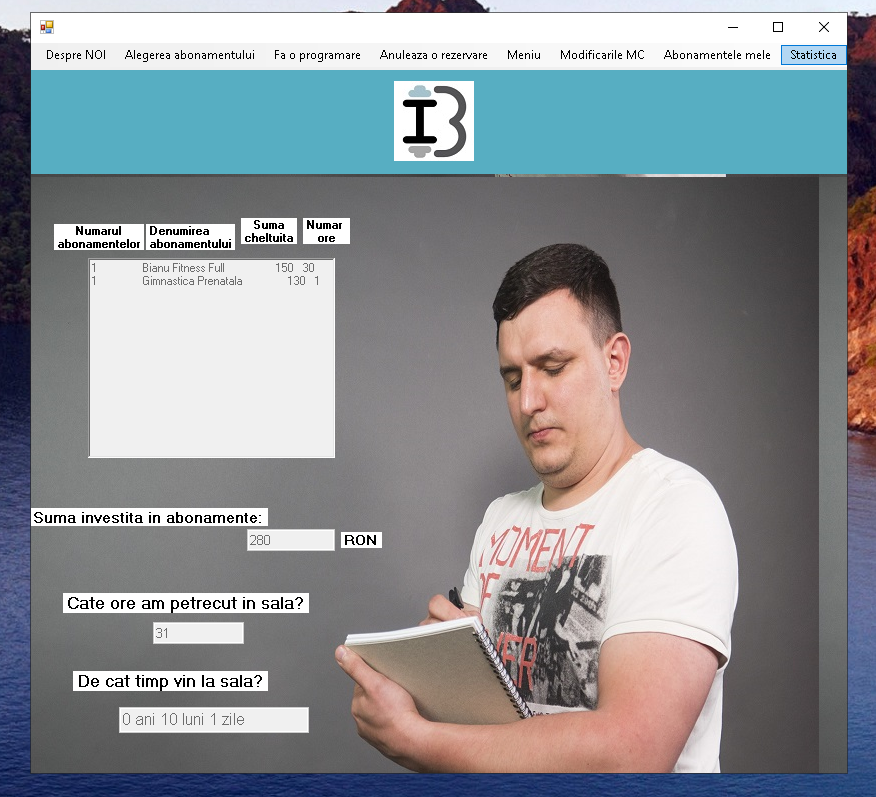 Despre NOI Alegerea abonamentului Fa o programare Anuleaza o rezervare Meniu Modificarile MC Abonamentele mele Statistica
IB
Numarul abonamentelor
Denumirea abonamentului
Suma cheltuita
Numar ore
1 Bianu Fitness Full 150 30
1 Gimnastica Prenatala 130 1
Suma investita in abonamente:
280 RON
Cate ore am petrecut in sala?
31
De cat timp vin la sala?
0 ani 10 luni 1 zile
MOMENT
OF